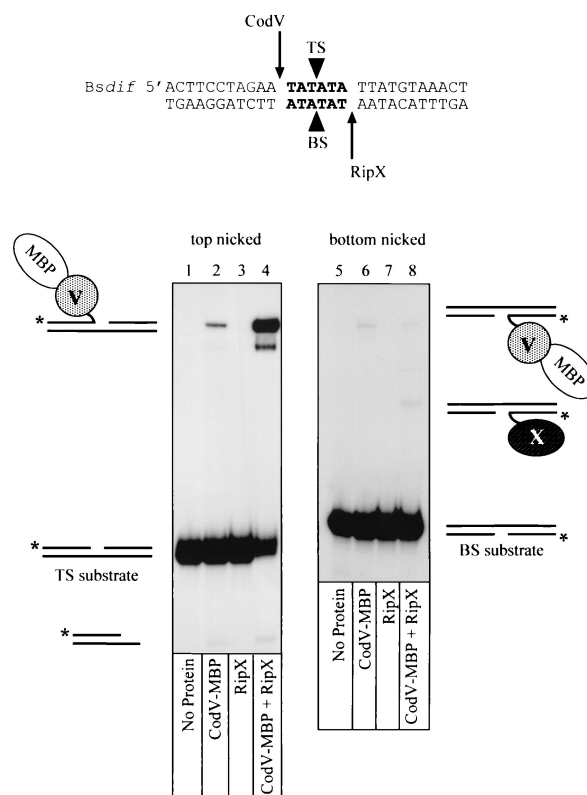 CodV
TS
Bsdif 5'ACTTCCTAGAA TATATA TTATGTAAACT
TGAAGGATCTT ATATAT AATACATTTGA
BS
RipX
top nicked
bottom nicked
1 2 3 4
5 6 7 8
MBP
V
*
V
MBP
*
X
*
*
TS substrate
*
BS substrate
*
No Protein
CodV-MBP
RipX
CodV-MBP + RipX
No Protein
CodV-MBP
RipX
CodV-MBP + RipX